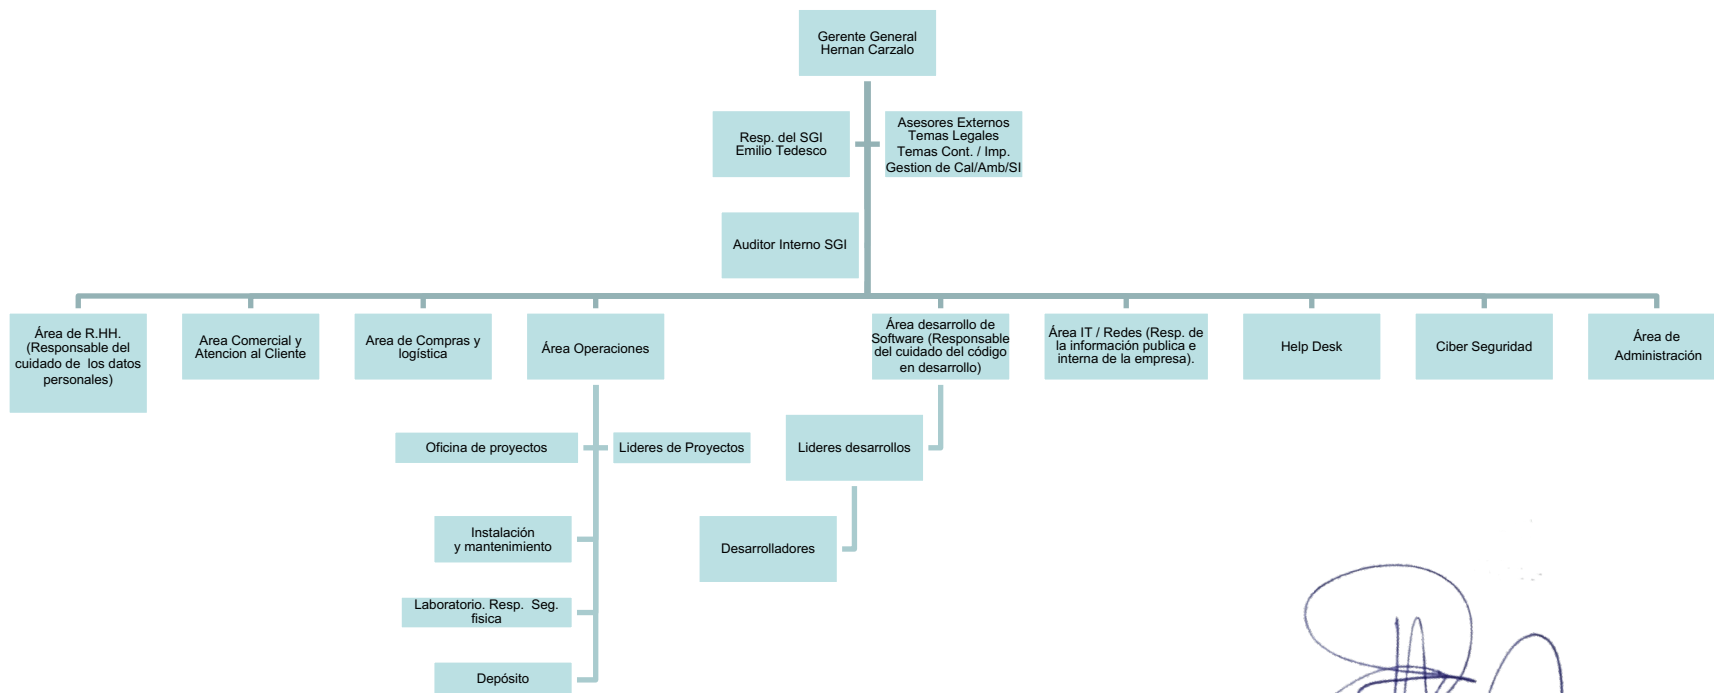 Gerente General
Hernan Carzalo
Resp. del SGI
Emilio Tedesco
Asesores Externos
Temas Legales
Temas Cont. / Imp.
Gestion de Cal/Amb/SI
Auditor Interno SGI
Área de R.HH.
(Responsable del
cuidado de los datos
personales)
Area Comercial y
Atencion al Cliente
Area de Compras y
logística
Área Operaciones
Área desarrollo de
Software (Responsable
del cuidado del código
en desarrollo)
Área IT / Redes (Resp. de
la información publica e
interna de la empresa).
Help Desk
Ciber Seguridad
Área de
Administración
Oficina de proyectos
Lideres de Proyectos
Lideres desarrollos
Instalación
y mantenimiento
Desarrolladores
Laboratorio. Resp. Seg.
fisica
Depósito